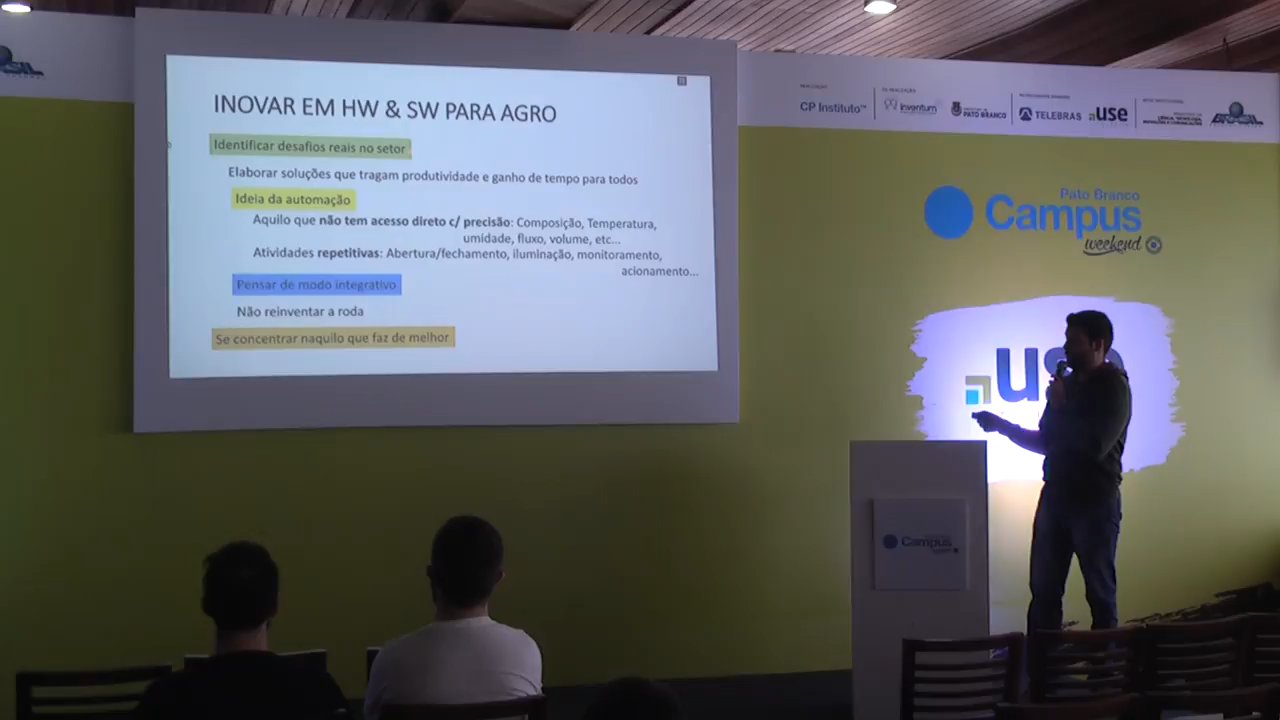 INOVAR EM HW & SW PARA AGRO
Identificar desafios reais no setor
Elaborar soluções que tragam produtividade e ganho de tempo para todos
Ideia da automação
Aquilo que não tem acesso direto c/ precisão: Composição, Temperatura,
umidade, fluxo, volume, etc...
Atividades repetitivas: Abertura/fechamento, iluminação, monitoramento,
acionamento...
Pensar de modo integrativo
Não reinventar a roda
Se concentrar naquilo que faz de melhor
CP Instituto™
inventum
PATO BRANCO
TELEBRAS
.use
BRASIL
Pato Branco
Campus
weekend
.us
Campus